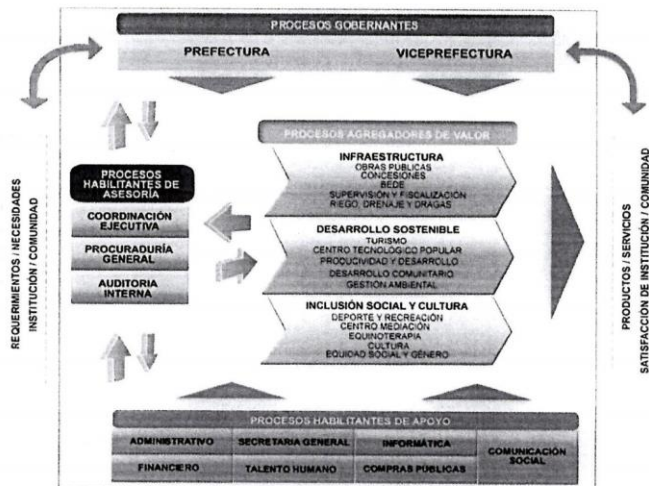 PROCESOS GOBERNANTES
PREFECTURA
VICEPREFECTURA
REQUERIMIENTOS / NECESIDADES
INSTITUCIÓN / COMUNIDAD
PROCESOS
HABILITANTES DE
ASESORÍA
COORDINACIÓN
EJECUTIVA
PROCURADURÍA
GENERAL
AUDITORIA
INTERNA
PROCESOS AGREGADORES DE VALOR
INFRAESTRUCTURA
OBRAS PÚBLICAS
CONCESIONES
BEDE
SUPERVISIÓN Y FISCALIZACIÓN
RIEGO, DRENAJE Y DRAGAS
DESARROLLO SOSTENIBLE
TURISMO
CENTRO TECNOLÓGICO POPULAR
PRODUCIVIDAD Y DESARROLLO
DESARROLLO COMUNITARIO
GESTIÓN AMBIENTAL
INCLUSIÓN SOCIAL Y CULTURA
DEPORTE Y RECREACIÓN
CENTRO MEDIACIÓN
EQUINOTERAPIA
CULTURA
EQUIDAD SOCIAL Y GÉNERO
PRODUCTOS / SERVICIOS
SATISFACCIÓN DE INSTITUCIÓN / COMUNIDAD
PROCESOS HABILITANTES DE APOYO
ADMINISTRATIVO
SECRETARIA GENERAL
INFORMÁTICA
COMUNICACIÓN
SOCIAL
FINANCIERO
TALENTO HUMANO
COMPRAS PÚBLICAS